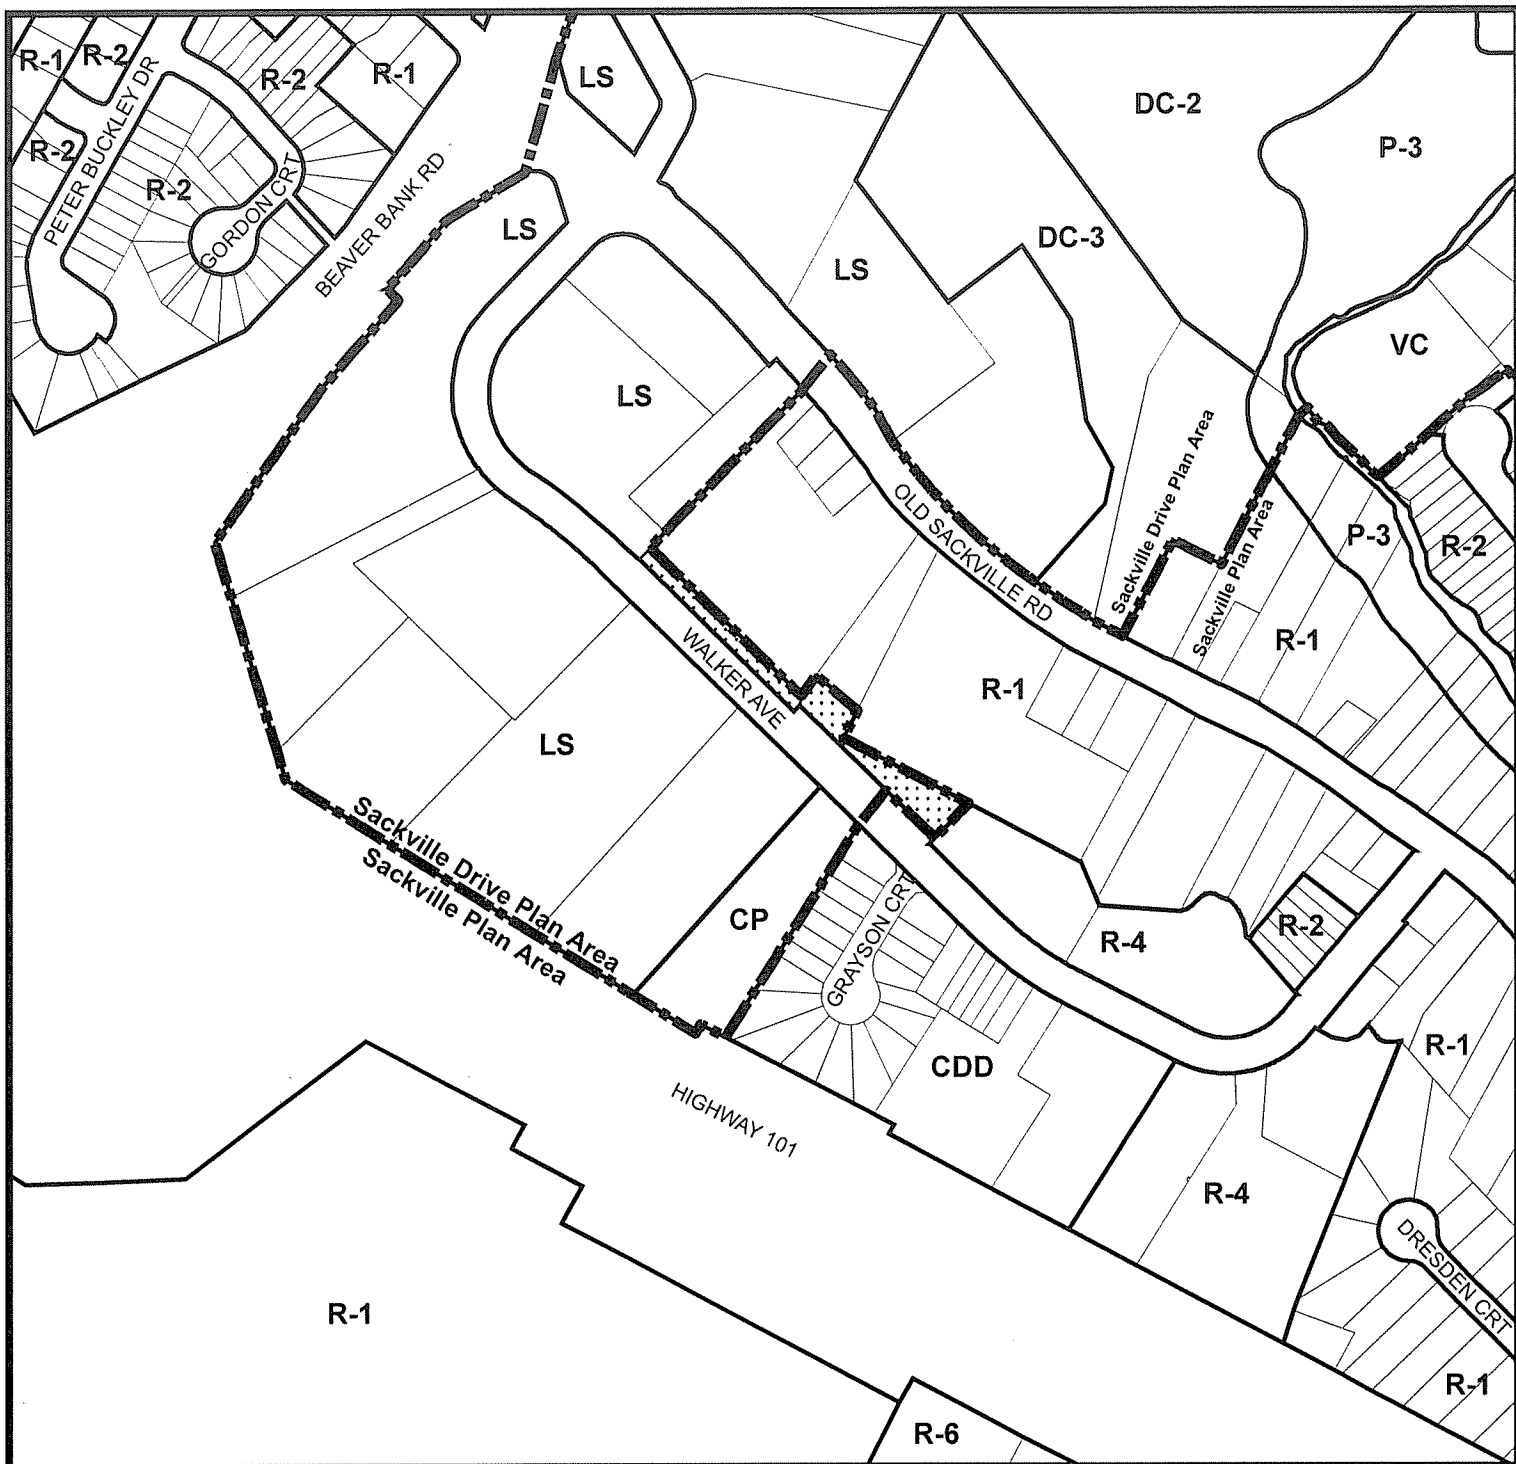 R-1
R-2
R-2
R-1
LS
DC-2
P-3
R-2
PETER BUCKLEY DR
R-2
GORDON CRT
BEAVER BANK RD
LS
DC-3
LS
VC
LS
OLD SACKVILLE RD
Sackville Drive Plan Area
Sackville Plan Area
P-3
R-2
R-1
WALKER AVE
R-1
LS
Sackville Drive Plan Area
Sackville Plan Area
CP
GRAYSON CRT
R-4
R-2
CDD
R-1
HIGHWAY 101
R-4
DRESDEN CRT
R-1
R-1
R-6